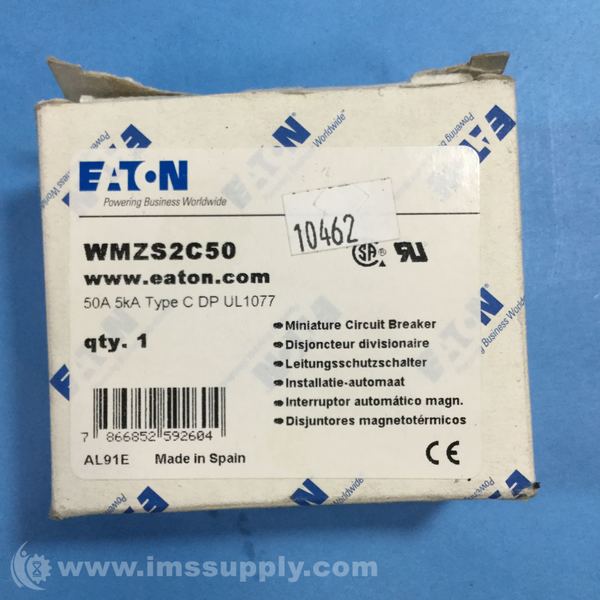 EATON
Powering Business Worldwide
10462
WMZS2C50
www.eaton.com
50A 5kA Type C DP UL1077
qty. 1
Miniature Circuit Breaker
Disjoncteur divisionaire
Leitungsschutzschalter
Installatie-automaat
Interruptor automático magn.
Disjuntores magnetotérmicos
7 866852 592604
AL91E Made in Spain
CE
www.imssupply.com